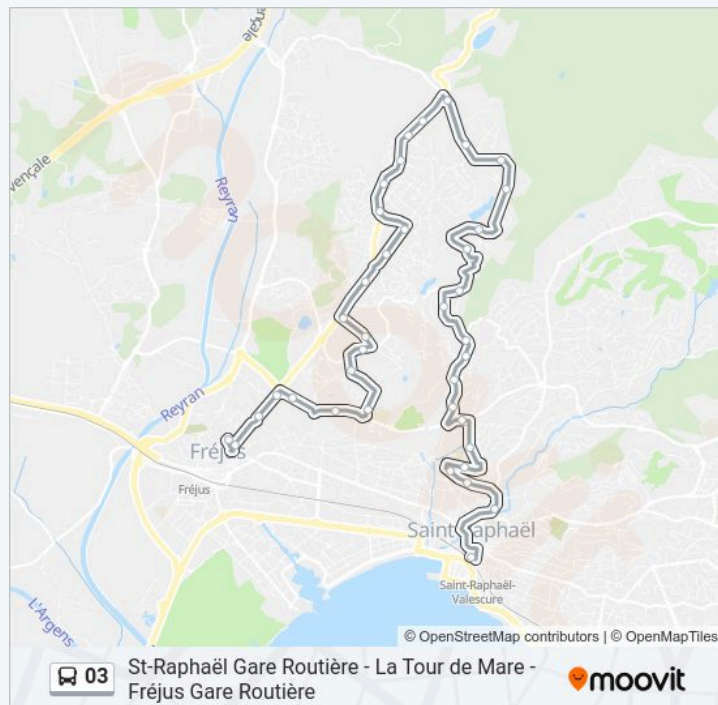 ençale
vençale
Reyran
Reyran
Fréjus
Fréjus
Saint-Raphaël
Saint-Raphaël-
Valescure
L'Argens
© OpenStreetMap contributors | © OpenMapTiles
03
St-Raphaël Gare Routière - La Tour de Mare -
Fréjus Gare Routière
moovit